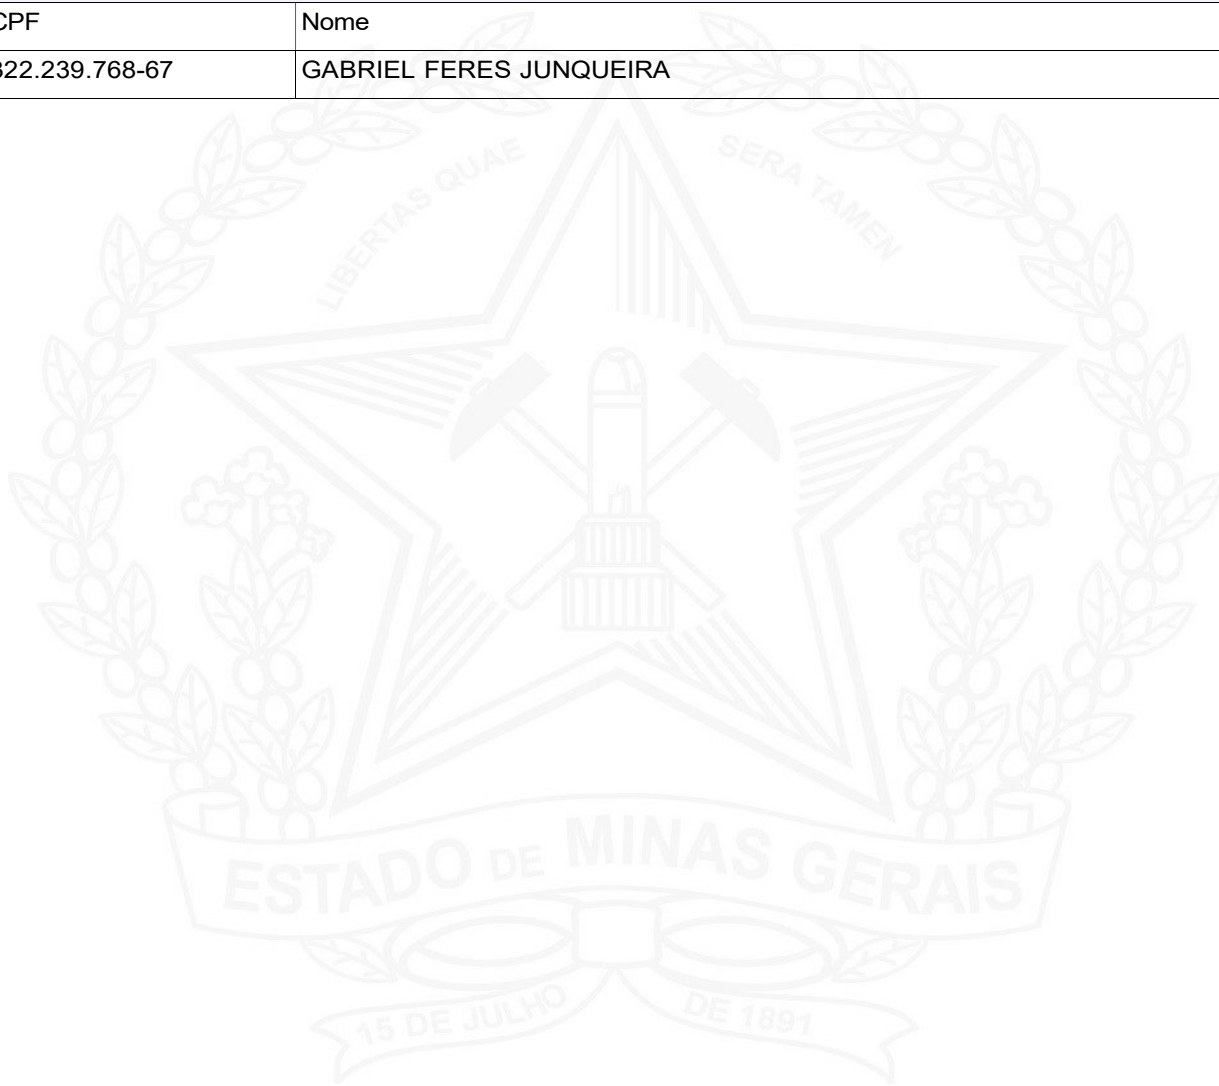 CPF Nome
322.239.768-67 GABRIEL FERES JUNQUEIRA
LIBERTAS QUAE SERA TAMEN
ESTADO DE MINAS GERAIS
15 DE JULHO DE 1891